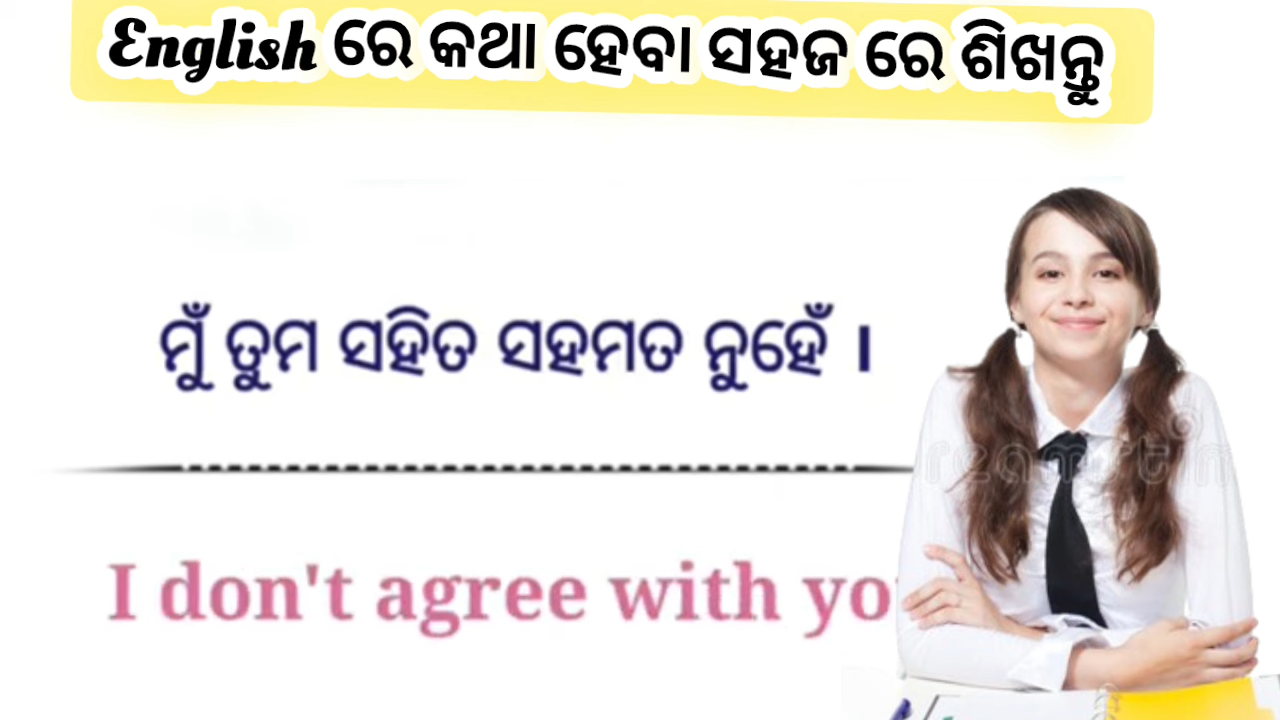 English ରେ କଥା ହେବା ସହଜ ରେ ଶିଖନ୍ତୁ
ମୁଁ ତୁମ ସହିତ ସହମତ ନୁହେଁ ।
I don't agree with